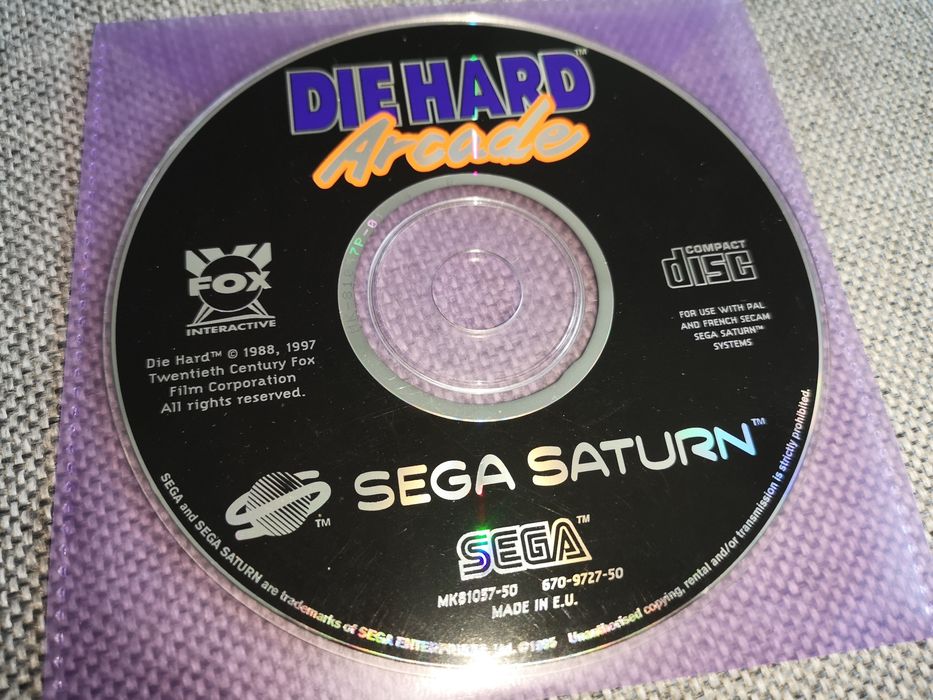 DIE HARD™
Arcade
FOX
INTERACTIVE
Die Hard™ © 1988, 1997
Twentieth Century Fox
Film Corporation
All rights reserved.
COMPACT
disc
FOR USE WITH PAL
AND FRENCH SECAM
SEGA SATURN™
SYSTEMS
SEGA SATURN™
TM
SEGA™
MK81057-50 670-9727-50
MADE IN E.U.
SEGA and SEGA SATURN are trademarks of SEGA ENTERPRISES, Ltd. ©1995 Unauthorised copying, rental and/or transmission is strictly prohibited.